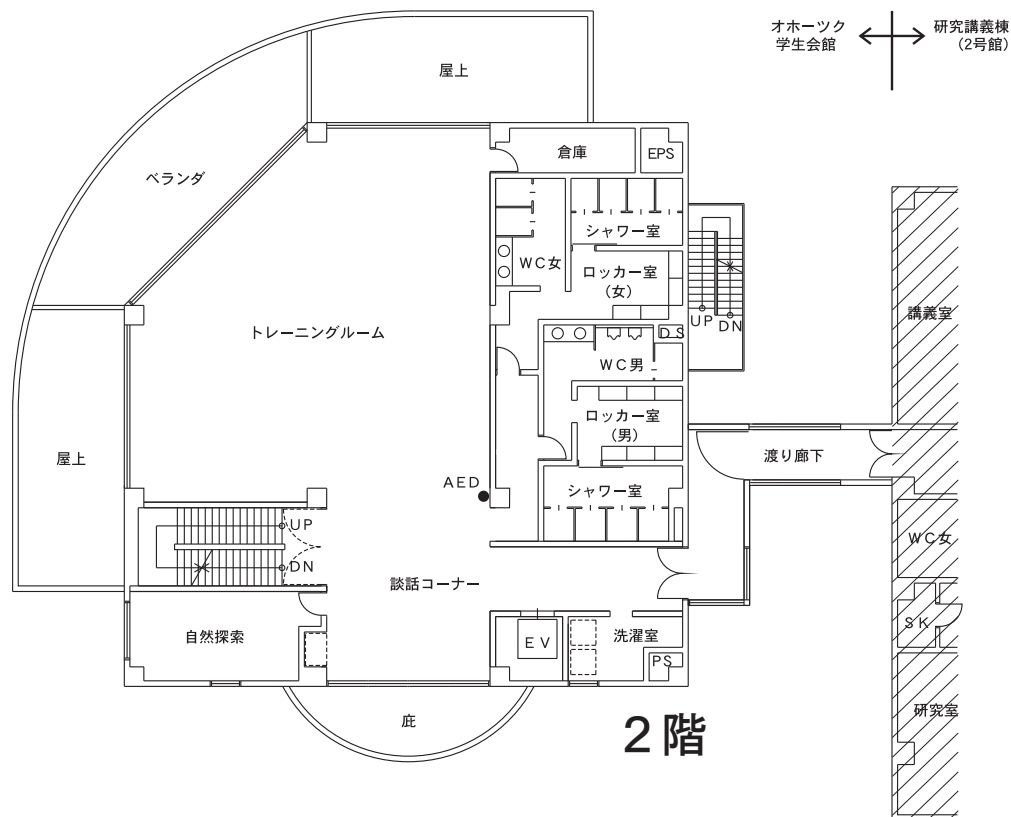 オホーツク
学生会館
研究講義棟
(2号館)
屋上
倉庫
EPS
ベランダ
シャワー室
WC女
ロッカー室
(女)
UP
DN
講義室
トレーニングルーム
DS
WC男
ロッカー室
(男)
屋上
渡り廊下
AED
シャワー室
UP
WC女
DN
談話コーナー
SK
自然探索
EV
洗濯室
PS
研究室
庇
2階